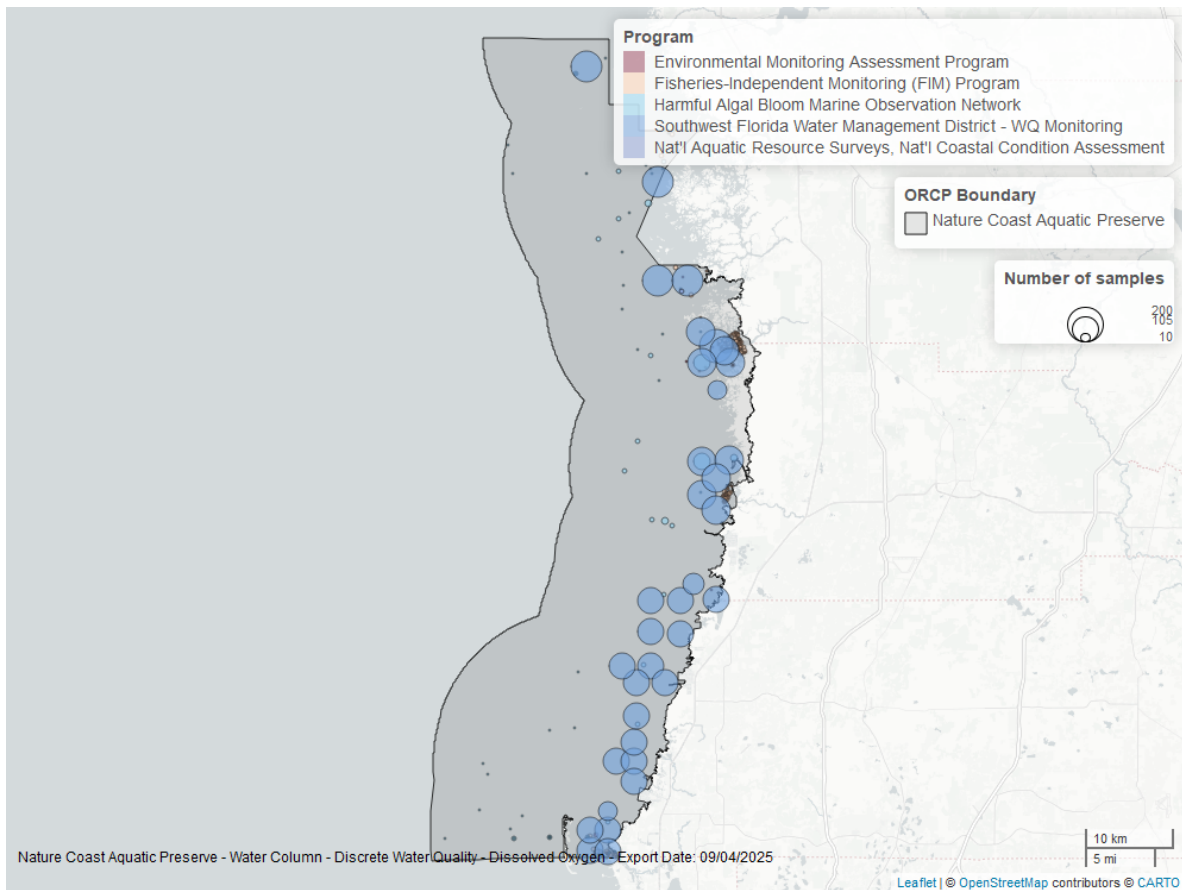 Program
Environmental Monitoring Assessment Program
Fisheries-Independent Monitoring (FIM) Program
Harmful Algal Bloom Marine Observation Network
Southwest Florida Water Management District - WQ Monitoring
Nat'l Aquatic Resource Surveys, Nat'l Coastal Condition Assessment
ORCP Boundary
Nature Coast Aquatic Preserve
Number of samples
200
105
10
10 km
5 mi
Nature Coast Aquatic Preserve - Water Column - Discrete Water Quality - Dissolved Oxygen - Export Date: 09/04/2025
Leaflet | © OpenStreetMap contributors © CARTO